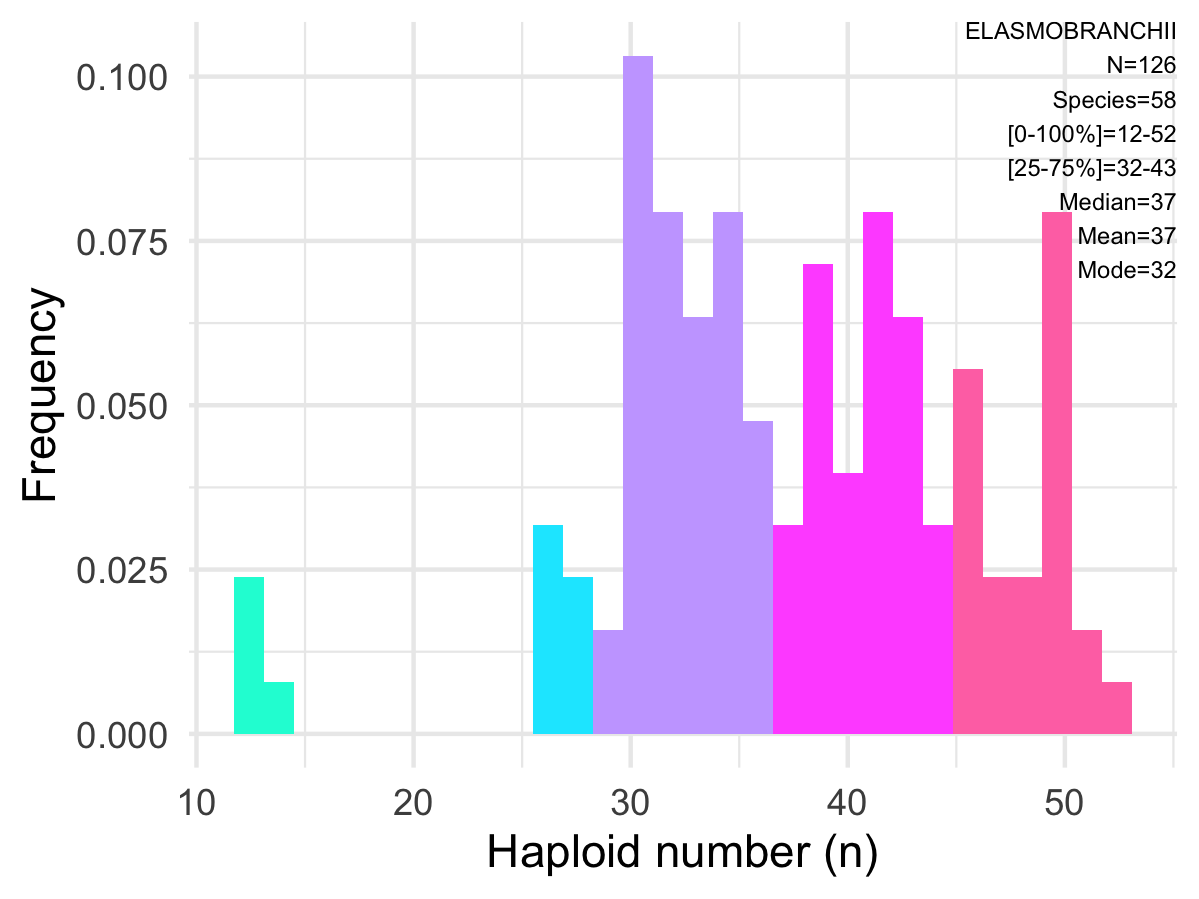 ELASMOBRANCHII
N=126
Species=58
[0-100%]=12-52
[25-75%]=32-43
Median=37
Mean=37
Mode=32
0.100
0.075
0.050
0.025
0.000
Frequency
10 20 30 40 50
Haploid number (n)